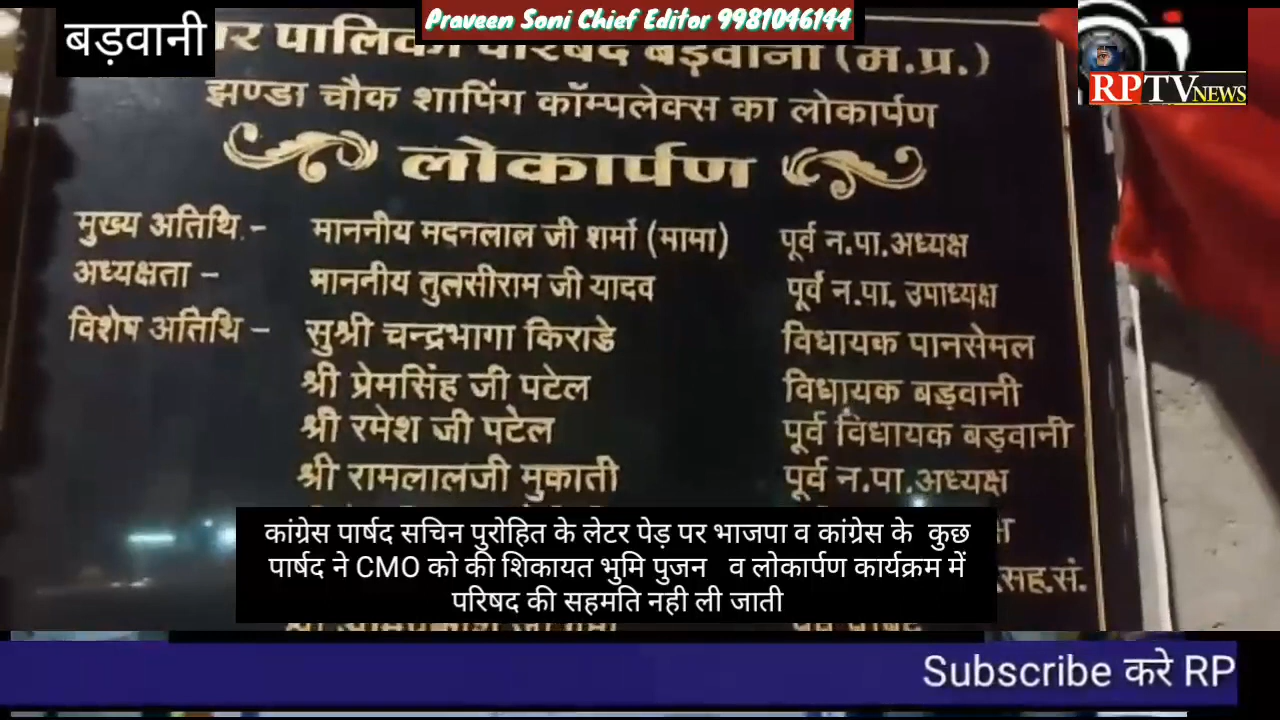 Praveen Soni Chief Editor 9981046144
बड़वानी
पालिका परिषद बड़वानी (म.प्र.)
RPTV NEWS
झण्डा चौक शापिंग कॉम्पलेक्स का लोकार्पण
लोकार्पण
मुख्य अतिथि.- माननीय मदनलाल जी शर्मा (मामा) पूर्व न.पा.अध्यक्ष
अध्यक्षता - माननीय तुलसीराम जी यादव पूर्व न.पा. उपाध्यक्ष
विशेष अतिथि - सुश्री चन्द्रभागा किराडे विधायक पानसेमल
श्री प्रेमसिंह जी पटेल विधायक बड़वानी
श्री रमेश जी पटेल पूर्व विधायक बड़वानी
श्री रामलालजी मुकाती पूर्व न.पा.अध्यक्ष
सह.सं.
कांग्रेस पार्षद सचिन पुरोहित के लेटर पेड़ पर भाजपा व कांग्रेस के कुछ
पार्षद ने CMO को की शिकायत भुमि पुजन व लोकार्पण कार्यक्रम में
परिषद की सहमति नही ली जाती
Subscribe करे RP